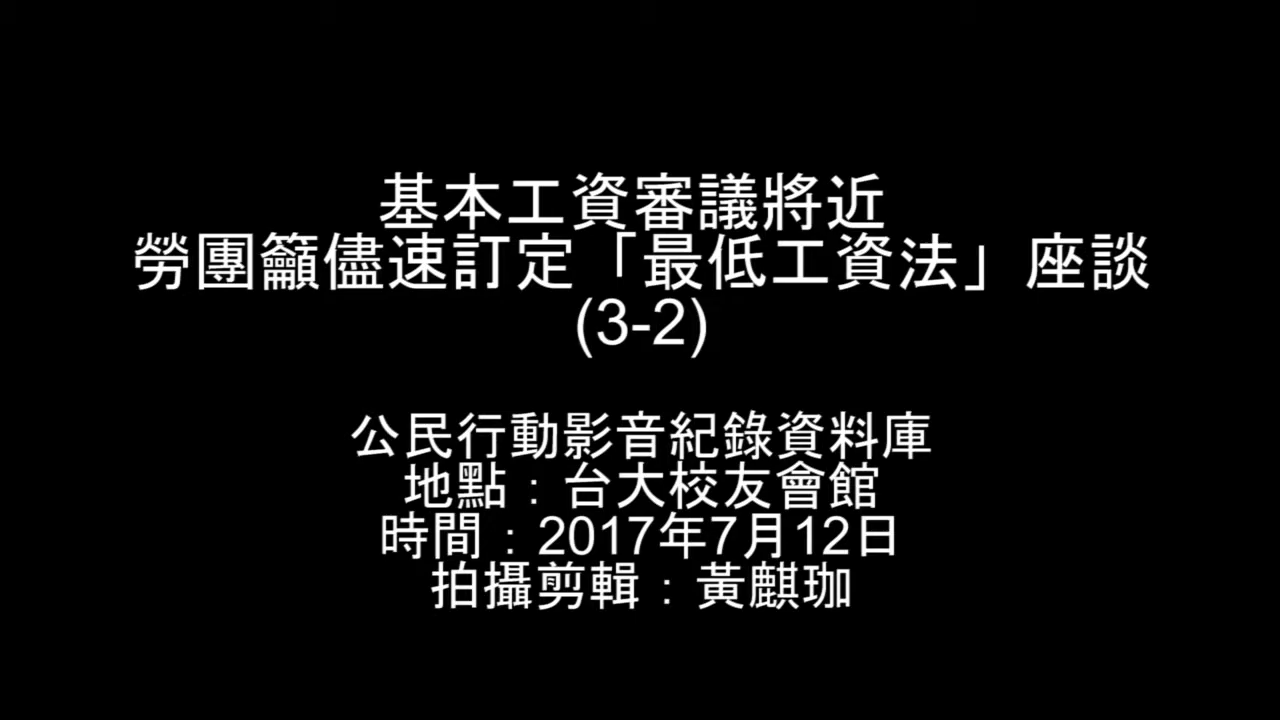 基本工資審議將近
勞團籲儘速訂定「最低工資法」座談
(3-2)
公民行動影音紀錄資料庫
地點：台大校友會館
時間：2017年7月12日
拍攝剪輯：黃麒珈